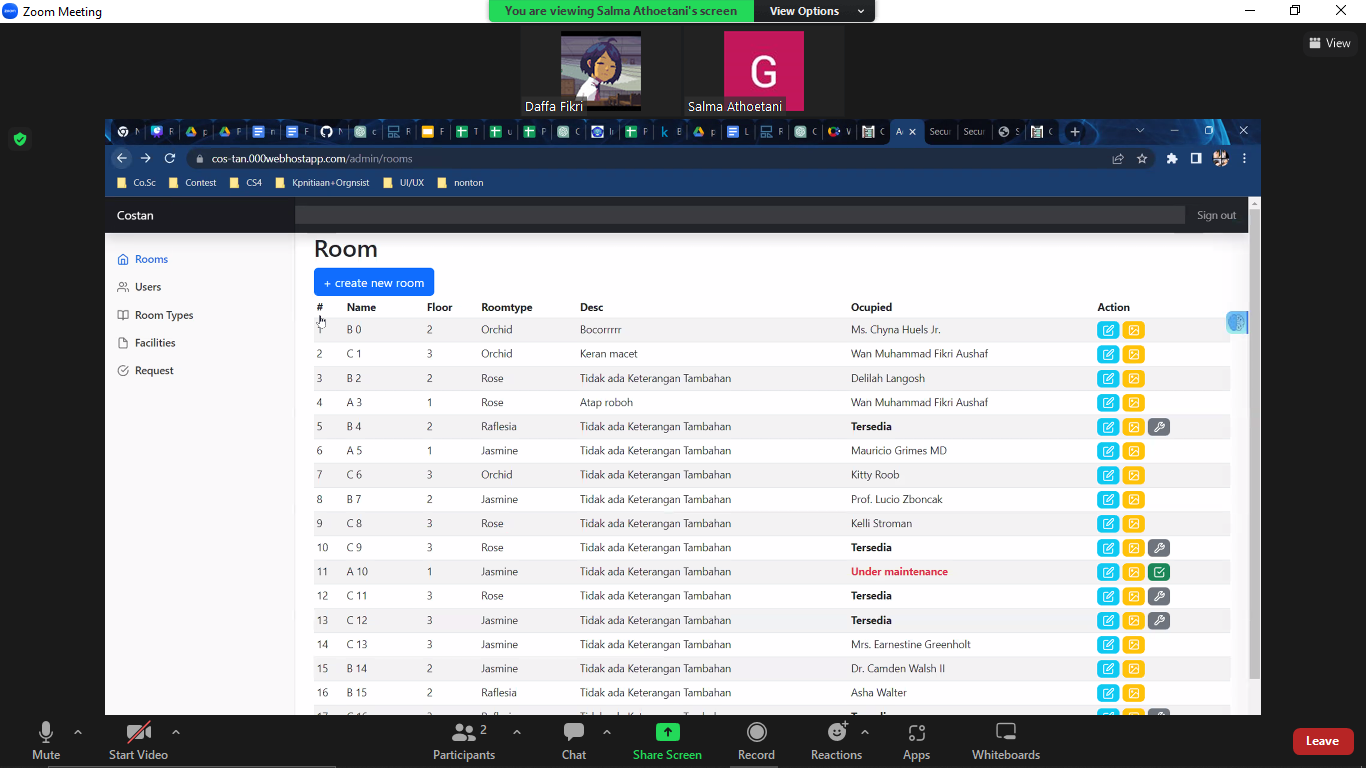 Zoom Meeting
You are viewing Salma Athoetani's screen View Options
View
G
Daffa Fikri Salma Athoetani
cos-tan.000webhostapp.com/admin/rooms
Co.Sc Contest CS4 Kpnitiaan+Orgnsist UI/UX nonton
Costan Sign out
Rooms
Users
Room Types
Facilities
Request
Room
+ create new room
# Name Floor Roomtype Desc Ocupied Action
1 B 0 2 Orchid Bocorrrrr Ms. Chyna Huels Jr.
2 C 1 3 Orchid Keran macet Wan Muhammad Fikri Aushaf
3 B 2 2 Rose Tidak ada Keterangan Tambahan Delilah Langosh
4 A 3 1 Rose Atap roboh Wan Muhammad Fikri Aushaf
5 B 4 2 Raflesia Tidak ada Keterangan Tambahan Tersedia
6 A 5 1 Jasmine Tidak ada Keterangan Tambahan Mauricio Grimes MD
7 C 6 3 Orchid Tidak ada Keterangan Tambahan Kitty Roob
8 B 7 2 Jasmine Tidak ada Keterangan Tambahan Prof. Lucio Zboncak
9 C 8 3 Rose Tidak ada Keterangan Tambahan Kelli Stroman
10 C 9 3 Rose Tidak ada Keterangan Tambahan Tersedia
11 A 10 1 Jasmine Tidak ada Keterangan Tambahan Under maintenance
12 C 11 3 Rose Tidak ada Keterangan Tambahan Tersedia
13 C 12 3 Jasmine Tidak ada Keterangan Tambahan Tersedia
14 C 13 3 Jasmine Tidak ada Keterangan Tambahan Mrs. Earnestine Greenholt
15 B 14 2 Jasmine Tidak ada Keterangan Tambahan Dr. Camden Walsh II
16 B 15 2 Raflesia Tidak ada Keterangan Tambahan Asha Walter
Mute Start Video Participants 2 Chat Share Screen Record Reactions Apps Whiteboards Leave